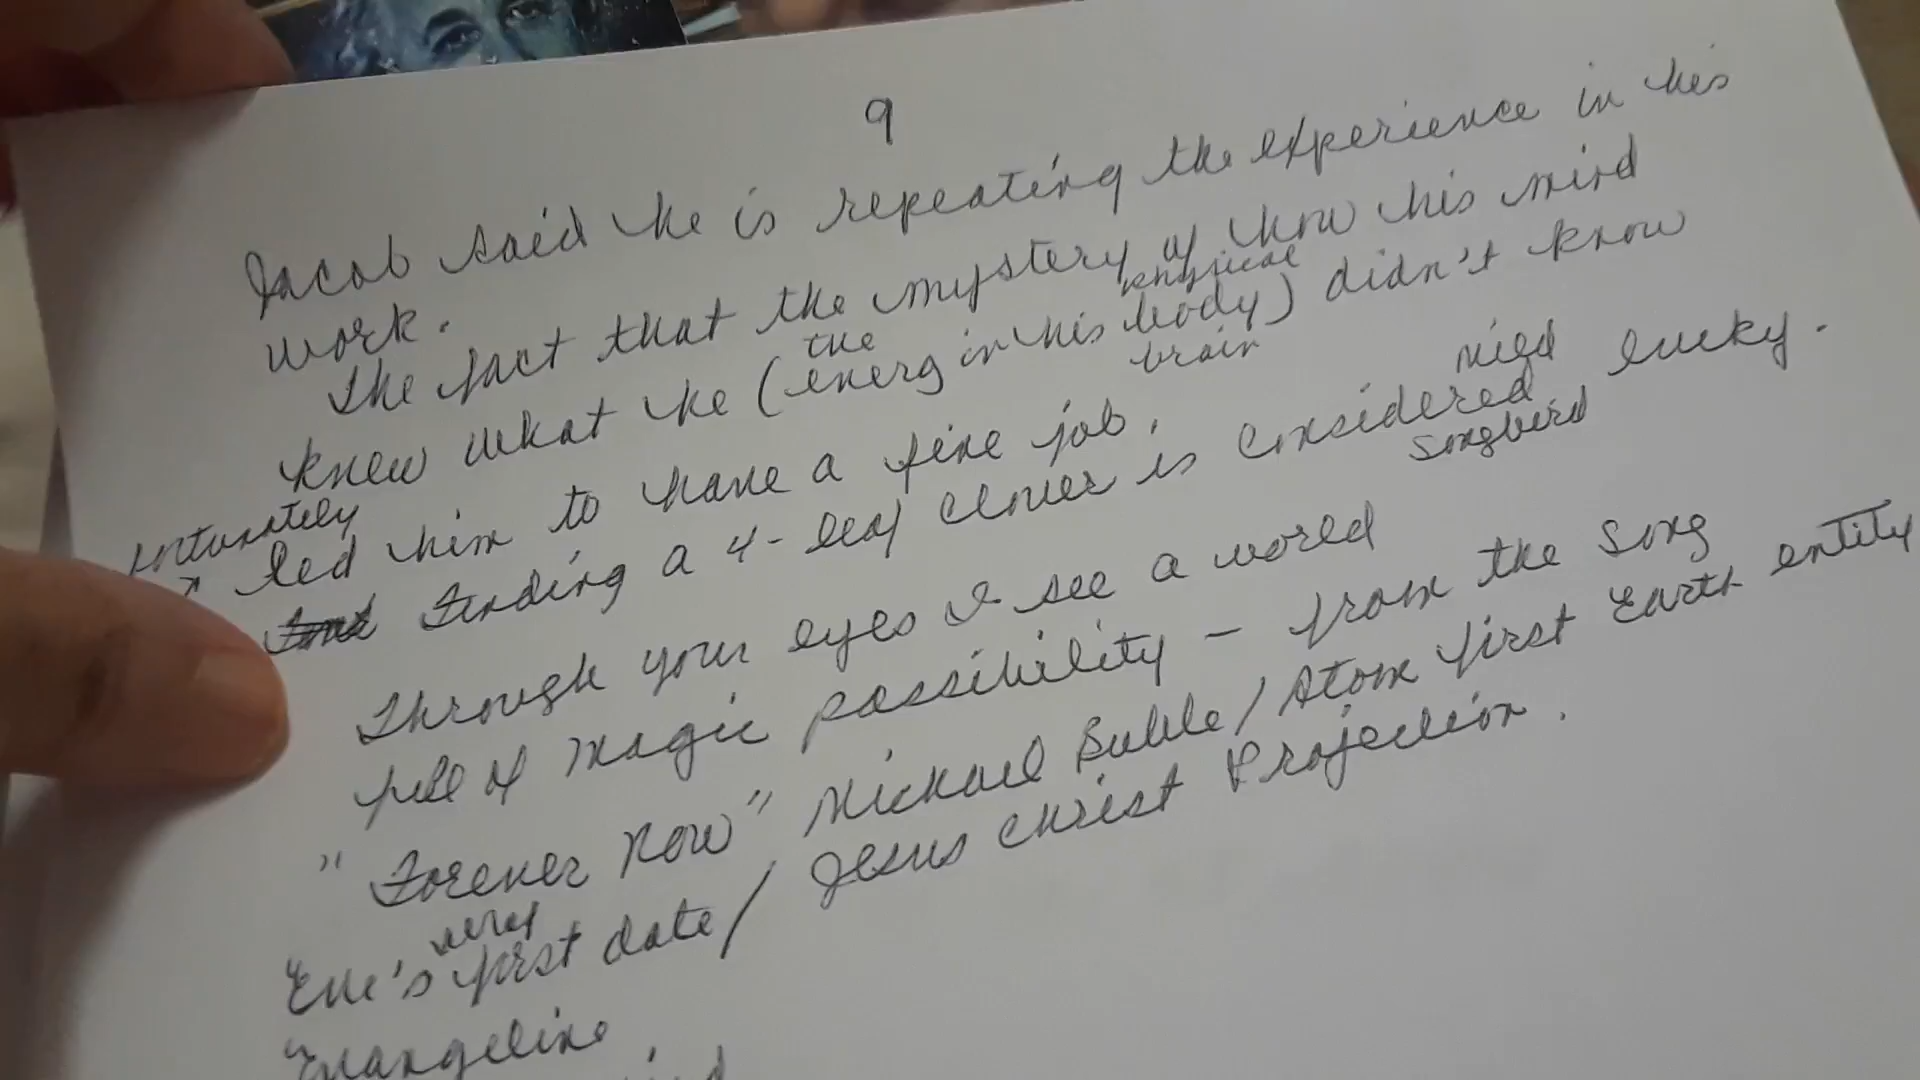 9
Jacob said he is repeating the experience in his
work.
The fact that the mystery of how his mind
physical
knew what he (the energ in his body) didn't know
brain
fortunately
led him to have a fine job.
Finding a 4-leaf clover is considered lucky.
songbird
Through your eyes I see a world
full of magic possibility - from the song
"Forever Now" Michael Buble/Atom first Earth entity
very
Eve's first date/Jesus Christ Projection.
Evangeline